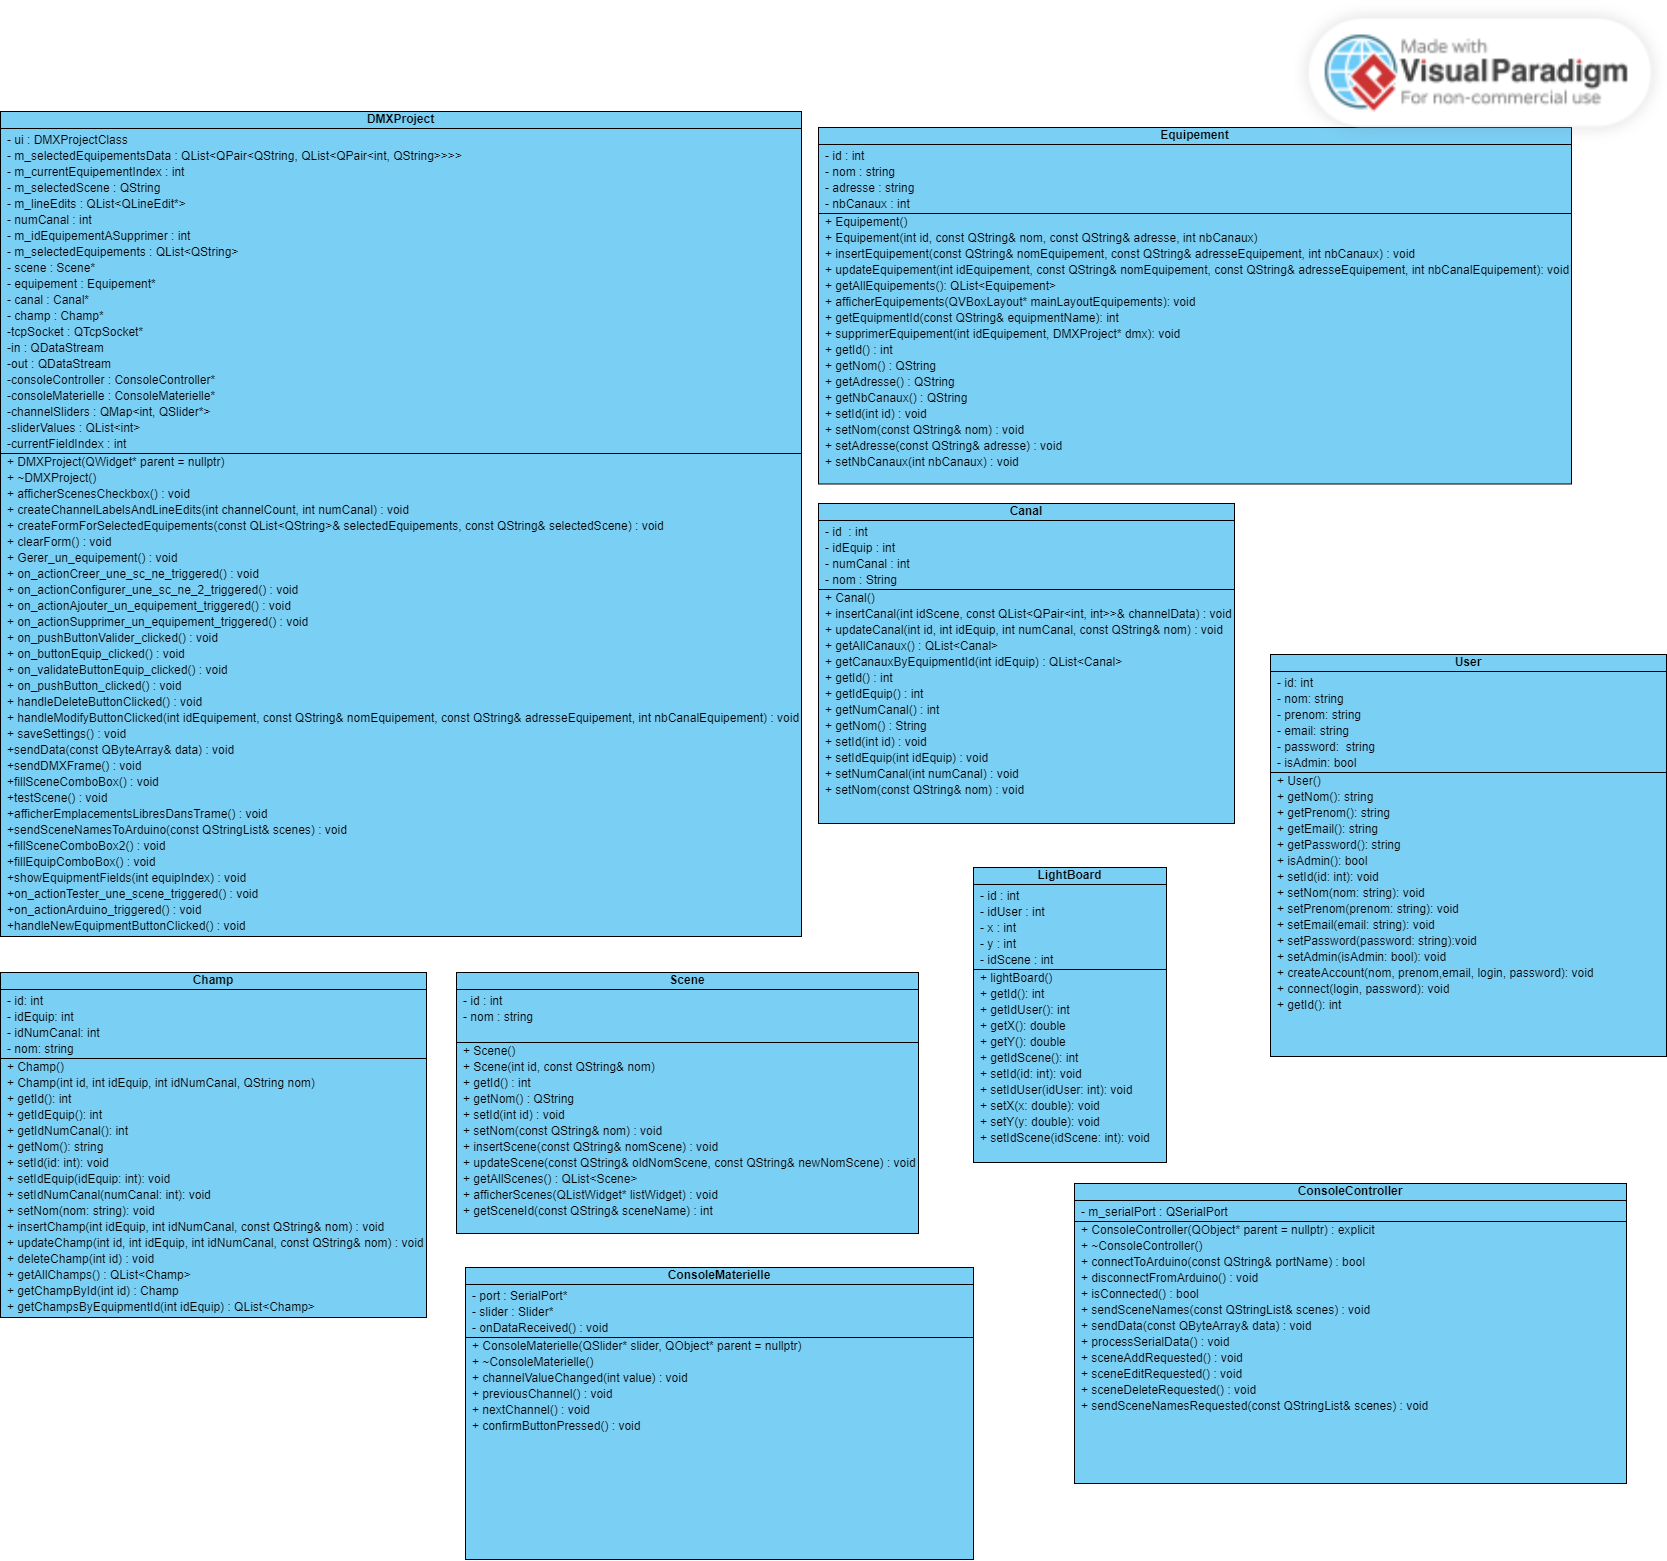 Made with
Visual Paradigm
For non-commercial use
DMXProject
- ui : DMXProjectClass
- m_selectedEquipementsData : QList<QPair<QString, QList<QPair<int, QString>>>>
- m_currentEquipementIndex : int
- m_selectedScene : QString
- m_lineEdits : QList<QLineEdit*>
- numCanal : int
- m_idEquipementASupprimer : int
- m_selectedEquipements : QList<QString>
- scene : Scene*
- equipement : Equipement*
- canal : Canal*
- champ : Champ*
-tcpSocket : QTcpSocket*
-in : QDataStream
-out : QDataStream
-consoleController : ConsoleController*
-consoleMaterielle : ConsoleMaterielle*
-channelSliders : QMap<int, QSlider*>
-sliderValues : QList<int>
-currentFieldIndex : int
+ DMXProject(QWidget* parent = nullptr)
+ ~DMXProject()
+ afficherScenesCheckbox() : void
+ createChannelLabelsAndLineEdits(int channelCount, int numCanal) : void
+ createFormForSelectedEquipements(const QList<QString>& selectedEquipements, const QString& selectedScene) : void
+ clearForm() : void
+ Gerer_un_equipement() : void
+ on_actionCreer_une_sc_ne_triggered() : void
+ on_actionConfigurer_une_sc_ne_2_triggered() : void
+ on_actionAjouter_un_equipement_triggered() : void
+ on_actionSupprimer_un_equipement_triggered() : void
+ on_pushButtonValider_clicked() : void
+ on_buttonEquip_clicked() : void
+ on_validateButtonEquip_clicked() : void
+ on_pushButton_clicked() : void
+ handleDeleteButtonClicked() : void
+ handleModifyButtonClicked(int idEquipement, const QString& nomEquipement, const QString& adresseEquipement, int nbCanalEquipement) : void
+ saveSettings() : void
+sendData(const QByteArray& data) : void
+sendDMXFrame() : void
+fillSceneComboBox() : void
+testScene() : void
+afficherEmplacementsLibresDansTrame() : void
+sendSceneNamesToArduino(const QStringList& scenes) : void
+fillSceneComboBox2() : void
+fillEquipComboBox() : void
+showEquipmentFields(int equipIndex) : void
+on_actionTester_une_scene_triggered() : void
+on_actionArduino_triggered() : void
+handleNewEquipmentButtonClicked() : void
Equipement
- id : int
- nom : string
- adresse : string
- nbCanaux : int
+ Equipement()
+ Equipement(int id, const QString& nom, const QString& adresse, int nbCanaux)
+ insertEquipement(const QString& nomEquipement, const QString& adresseEquipement, int nbCanaux) : void
+ updateEquipement(int idEquipement, const QString& nomEquipement, const QString& adresseEquipement, int nbCanalEquipement): void
+ getAllEquipements(): QList<Equipement>
+ afficherEquipements(QVBoxLayout* mainLayoutEquipements): void
+ getEquipmentId(const QString& equipmentName): int
+ supprimerEquipement(int idEquipement, DMXProject* dmx): void
+ getId() : int
+ getNom() : QString
+ getAdresse() : QString
+ getNbCanaux() : QString
+ setId(int id) : void
+ setNom(const QString& nom) : void
+ setAdresse(const QString& adresse) : void
+ setNbCanaux(int nbCanaux) : void
Canal
- id  : int
- idEquip : int
- numCanal : int
- nom : String
+ Canal()
+ insertCanal(int idScene, const QList<QPair<int, int>>& channelData) : void
+ updateCanal(int id, int idEquip, int numCanal, const QString& nom) : void
+ getAllCanaux() : QList<Canal>
+ getCanauxByEquipmentId(int idEquip) : QList<Canal>
+ getId() : int
+ getIdEquip() : int
+ getNumCanal() : int
+ getNom() : String
+ setId(int id) : void
+ setIdEquip(int idEquip) : void
+ setNumCanal(int numCanal) : void
+ setNom(const QString& nom) : void
User
- id: int
- nom: string
- prenom: string
- email: string
- password:  string
- isAdmin: bool
+ User()
+ getNom(): string
+ getPrenom(): string
+ getEmail(): string
+ getPassword(): string
+ isAdmin(): bool
+ setId(id: int): void
+ setNom(nom: string): void
+ setPrenom(prenom: string): void
+ setEmail(email: string): void
+ setPassword(password: string):void
+ setAdmin(isAdmin: bool): void
+ createAccount(nom, prenom,email, login, password): void
+ connect(login, password): void
+ getId(): int
LightBoard
- id : int
- idUser : int
- x : int
- y : int
- idScene : int
+ lightBoard()
+ getId(): int
+ getIdUser(): int
+ getX(): double
+ getY(): double
+ getIdScene(): int
+ setId(id: int): void
+ setIdUser(idUser: int): void
+ setX(x: double): void
+ setY(y: double): void
+ setIdScene(idScene: int): void
Champ
- id: int
- idEquip: int
- idNumCanal: int
- nom: string
+ Champ()
+ Champ(int id, int idEquip, int idNumCanal, QString nom)
+ getId(): int
+ getIdEquip(): int
+ getIdNumCanal(): int
+ getNom(): string
+ setId(id: int): void
+ setIdEquip(idEquip: int): void
+ setIdNumCanal(numCanal: int): void
+ setNom(nom: string): void
+ insertChamp(int idEquip, int idNumCanal, const QString& nom) : void
+ updateChamp(int id, int idEquip, int idNumCanal, const QString& nom) : void
+ deleteChamp(int id) : void
+ getAllChamps() : QList<Champ>
+ getChampById(int id) : Champ
+ getChampsByEquipmentId(int idEquip) : QList<Champ>
Scene
- id : int
- nom : string
+ Scene()
+ Scene(int id, const QString& nom)
+ getId() : int
+ getNom() : QString
+ setId(int id) : void
+ setNom(const QString& nom) : void
+ insertScene(const QString& nomScene) : void
+ updateScene(const QString& oldNomScene, const QString& newNomScene) : void
+ getAllScenes() : QList<Scene>
+ afficherScenes(QListWidget* listWidget) : void
+ getSceneId(const QString& sceneName) : int
ConsoleMaterielle
- port : SerialPort*
- slider : Slider*
- onDataReceived() : void
+ ConsoleMaterielle(QSlider* slider, QObject* parent = nullptr)
+ ~ConsoleMaterielle()
+ channelValueChanged(int value) : void
+ previousChannel() : void
+ nextChannel() : void
+ confirmButtonPressed() : void
ConsoleController
- m_serialPort : QSerialPort
+ ConsoleController(QObject* parent = nullptr) : explicit
+ ~ConsoleController()
+ connectToArduino(const QString& portName) : bool
+ disconnectFromArduino() : void
+ isConnected() : bool
+ sendSceneNames(const QStringList& scenes) : void
+ sendData(const QByteArray& data) : void
+ processSerialData() : void
+ sceneAddRequested() : void
+ sceneEditRequested() : void
+ sceneDeleteRequested() : void
+ sendSceneNamesRequested(const QStringList& scenes) : void